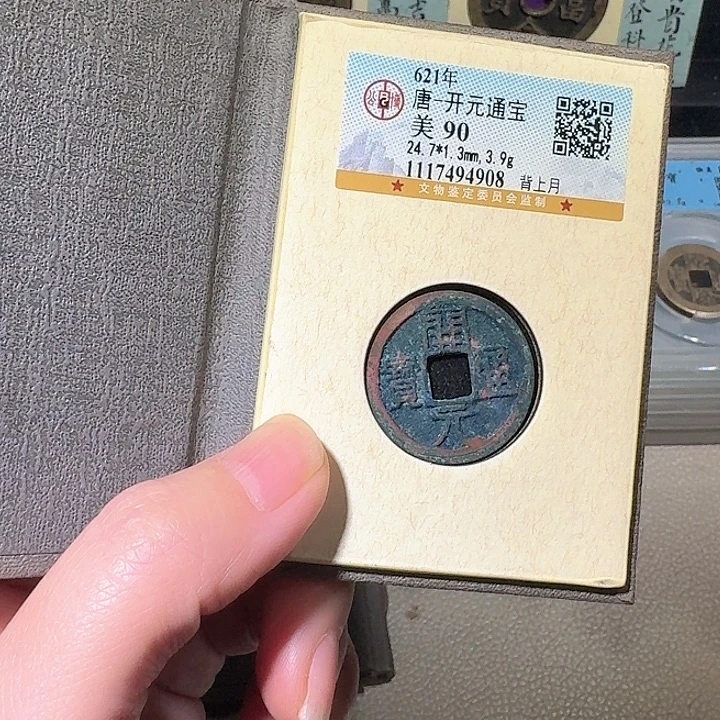 621年
唐-开元通宝
美 90
24.7*1.3mm,3.9g
1117494908 背上月
文物鉴定委员会监制
開
元
通
寳